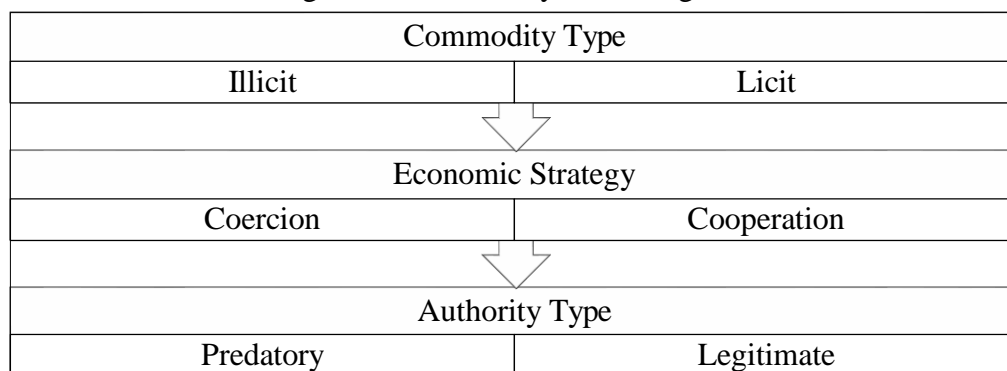 Commodity Type
Illicit Licit
Economic Strategy
Coercion Cooperation
Authority Type
Predatory Legitimate